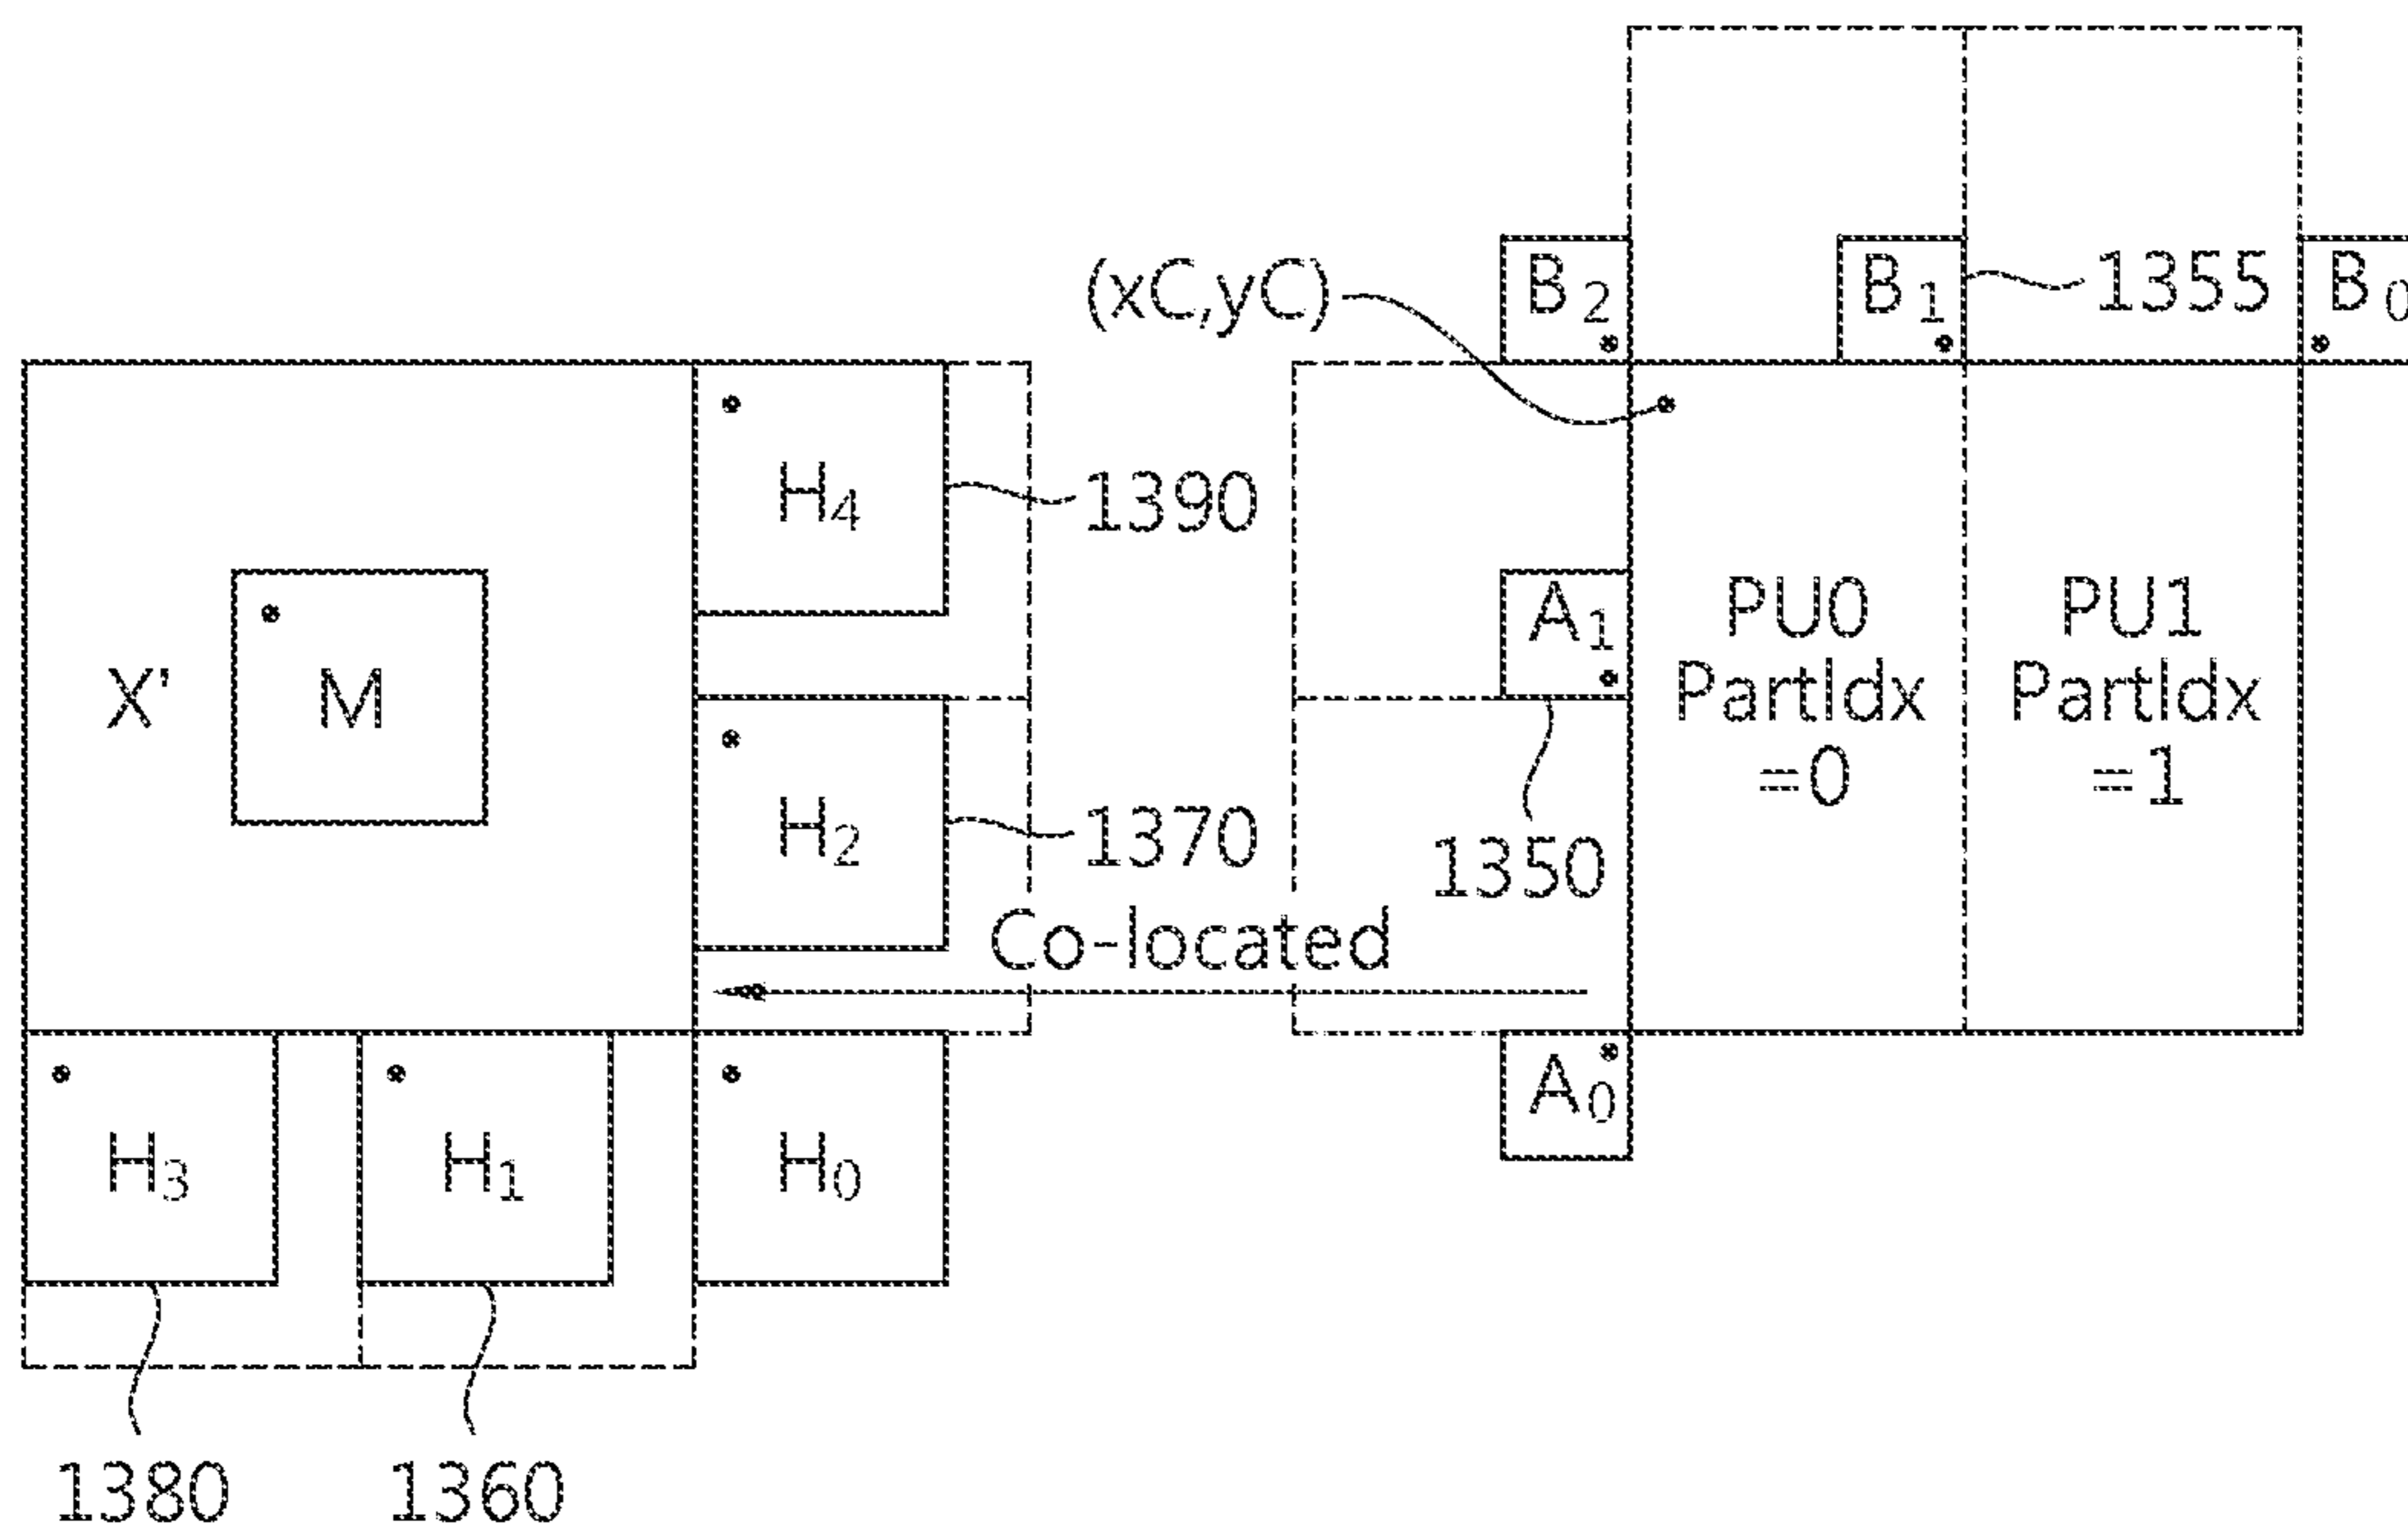 (xC,yC)
B2
B1
1355
B0
H4
1390
X'
M
A1
PU0
PartIdx
=0
PU1
PartIdx
=1
H2
1370
1350
Co-located
A0
H3
H1
H0
1380
1360